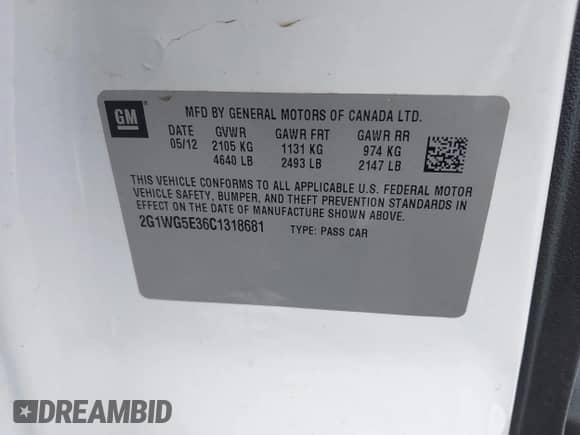 GM
MFD BY GENERAL MOTORS OF CANADA LTD.
DATE GVWR GAWR FRT GAWR RR
05/12 2105 KG 1131 KG 974 KG
4640 LB 2493 LB 2147 LB
THIS VEHICLE CONFORMS TO ALL APPLICABLE U.S. FEDERAL MOTOR
VEHICLE SAFETY, BUMPER, AND THEFT PREVENTION STANDARDS IN
EFFECT ON THE DATE OF MANUFACTURE SHOWN ABOVE.
2G1WG5E36C1318681 TYPE: PASS CAR
DREAMBID